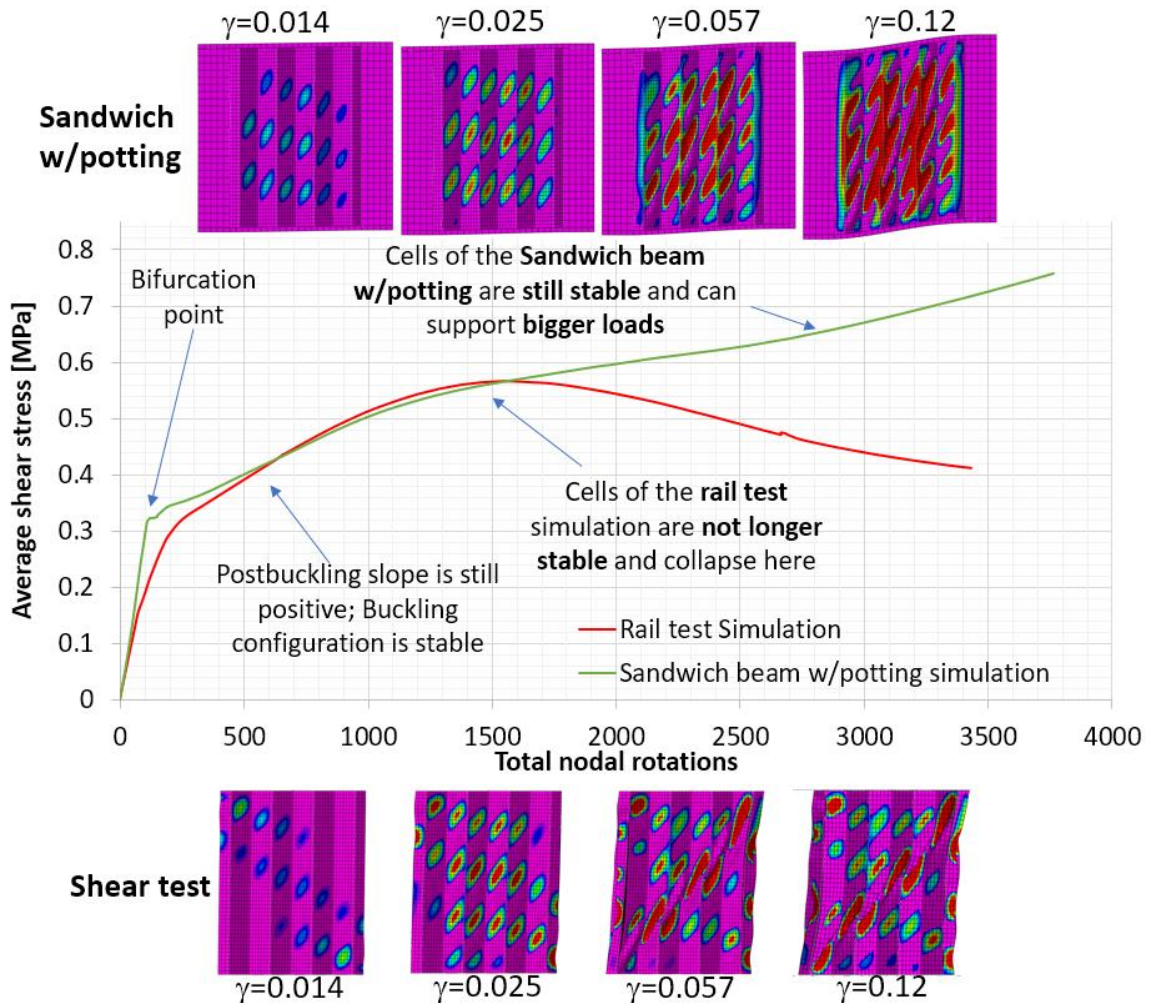 γ=0.014
γ=0.025
γ=0.057
γ=0.12
Sandwich
w/potting
0.8
0.7
0.6
0.5
0.4
0.3
0.2
0.1
0
Average shear stress [MPa]
Bifurcation
point
Cells of the Sandwich beam
w/potting are still stable and can
support bigger loads
Cells of the rail test
simulation are not longer
stable and collapse here
Postbuckling slope is still
positive; Buckling
configuration is stable
Rail test Simulation
Sandwich beam w/potting simulation
0
500
1000
1500
2000
2500
3000
3500
4000
Total nodal rotations
Shear test
γ=0.014
γ=0.025
γ=0.057
γ=0.12